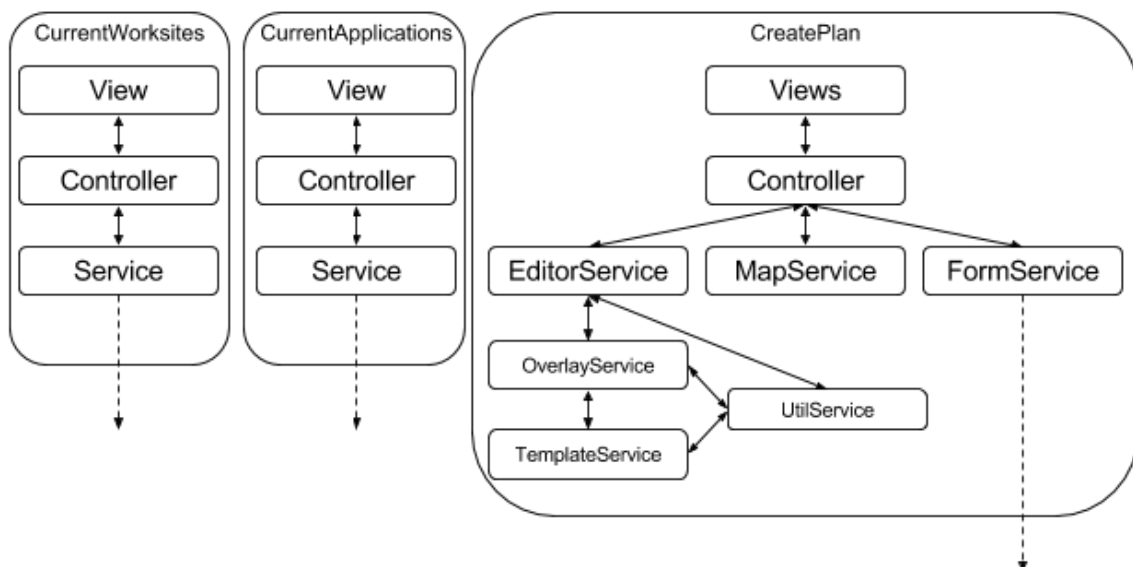 CurrentWorksites
View
Controller
Service
CurrentApplications
View
Controller
Service
CreatePlan
Views
Controller
EditorService
MapService
FormService
OverlayService
UtilService
TemplateService